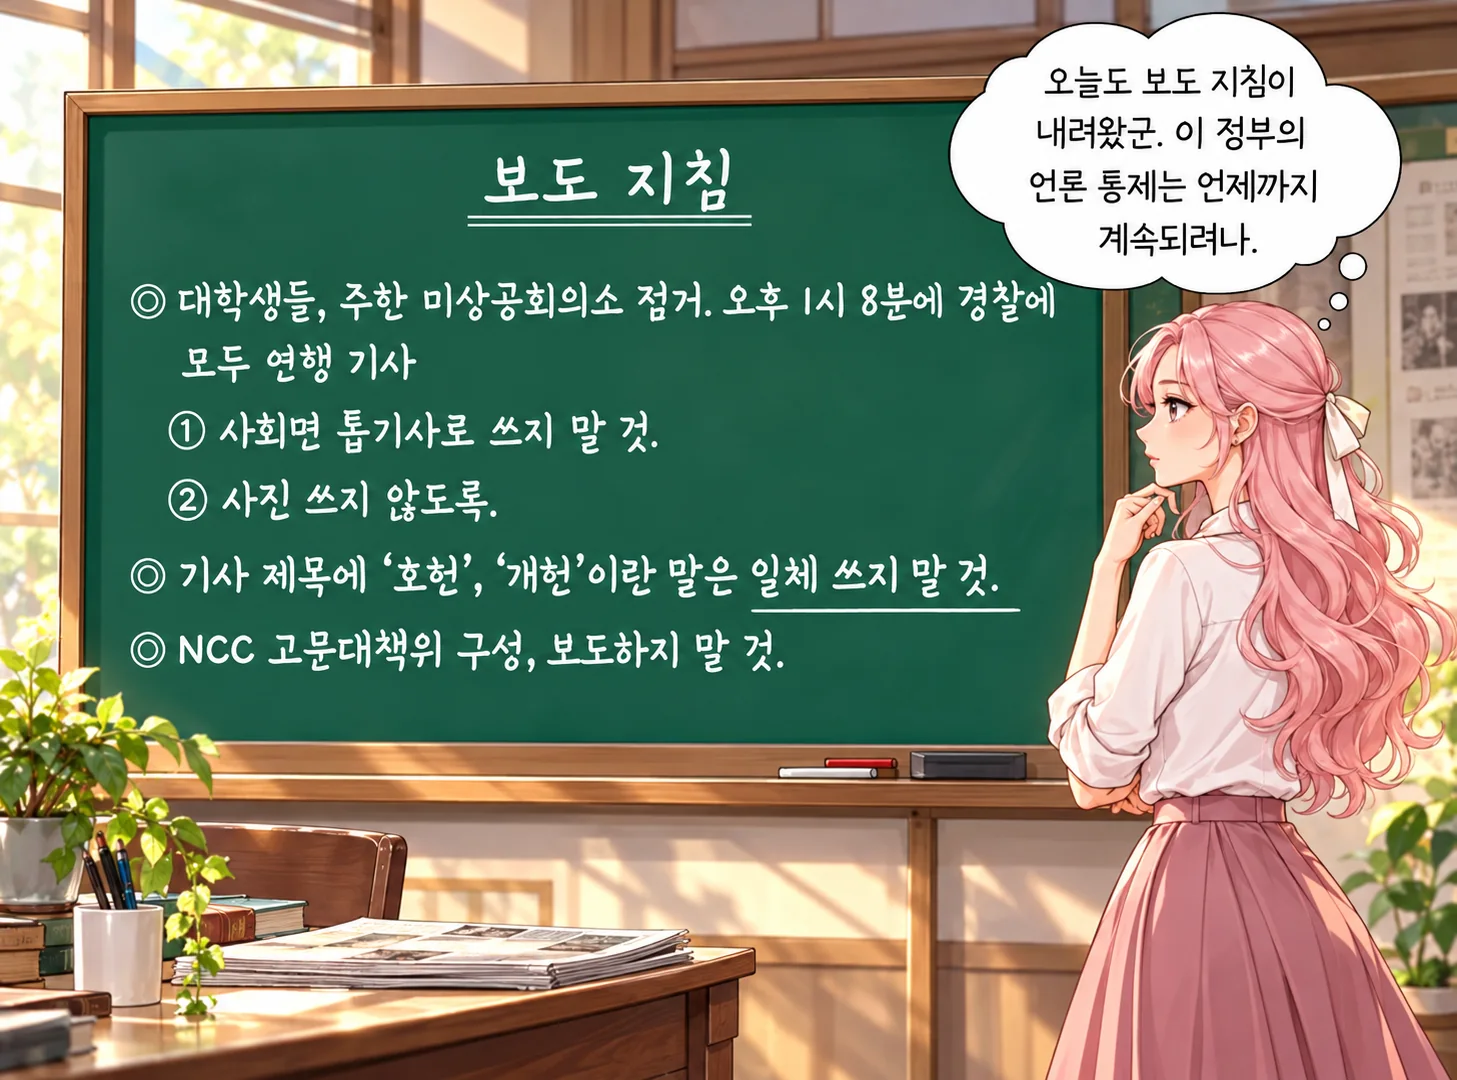 보도 지침
◎ 대학생들, 주한 미상공회의소 점거. 오후 1시 8분에 경찰에
모두 연행 기사
① 사회면 톱기사로 쓰지 말 것.
② 사진 쓰지 않도록.
◎ 기사 제목에 ‘호헌’, ‘개헌’이란 말은 일체 쓰지 말 것.
◎ NCC 고문대책위 구성, 보도하지 말 것.
오늘도 보도 지침이
내려왔군. 이 정부의
언론 통제는 언제까지
계속되려나.